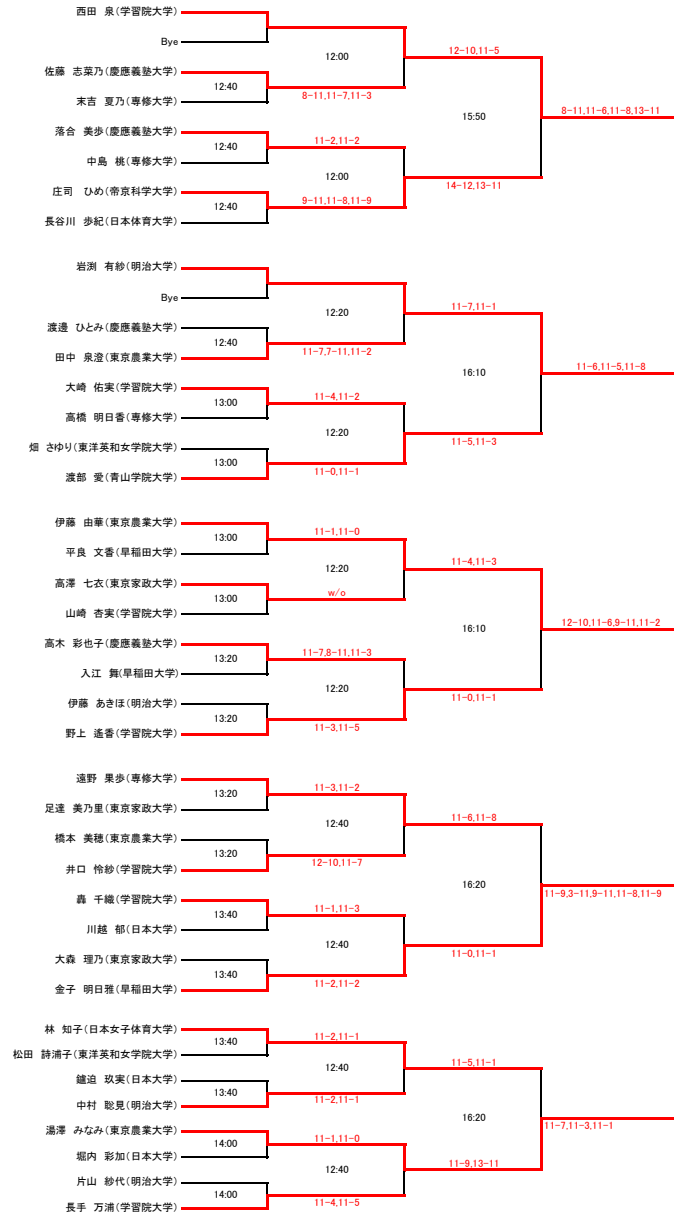 西田 泉(学習院大学)
Bye
12:00
12-10,11-5
佐藤 志菜乃(慶應義塾大学)
12:40
8-11,11-7,11-3
末吉 夏乃(専修大学)
15:50
8-11,11-6,11-8,13-11
落合 美歩(慶應義塾大学)
12:40
11-2,11-2
中島 桃(専修大学)
12:00
14-12,13-11
庄司 ひめ(帝京科学大学)
12:40
9-11,11-8,11-9
長谷川 歩紀(日本体育大学)
岩渕 有紗(明治大学)
Bye
12:20
11-7,11-1
渡邊 ひとみ(慶應義塾大学)
12:40
11-7,7-11,11-2
田中 泉澄(東京農業大学)
16:10
11-6,11-5,11-8
大崎 佑実(学習院大学)
13:00
11-4,11-2
高橋 明日香(専修大学)
12:20
11-5,11-3
畑 さゆり(東洋英和女学院大学)
13:00
11-0,11-1
渡部 愛(青山学院大学)
伊藤 由華(東京農業大学)
13:00
11-1,11-0
平良 文香(早稲田大学)
12:20
11-4,11-3
高澤 七衣(東京家政大学)
13:00
w/o
山崎 杏実(学習院大学)
16:10
12-10,11-6,9-11,11-2
高木 彩也子(慶應義塾大学)
13:20
11-7,8-11,11-3
入江 舞(早稲田大学)
12:20
11-0,11-1
伊藤 あきほ(明治大学)
13:20
11-3,11-5
野上 遙香(学習院大学)
遠野 果歩(専修大学)
13:20
11-3,11-2
足達 美乃里(東京家政大学)
12:40
11-6,11-8
橋本 美穂(東京農業大学)
13:20
12-10,11-7
井口 怜紗(学習院大学)
16:20
11-9,3-11,9-11,11-8,11-9
轟 千織(学習院大学)
13:40
11-1,11-3
川越 郁(日本大学)
12:40
11-0,11-1
大森 理乃(東京家政大学)
13:40
11-2,11-2
金子 明日雅(早稲田大学)
林 知子(日本女子体育大学)
13:40
11-2,11-1
松田 詩浦子(東洋英和女学院大学)
12:40
11-5,11-1
鑪迫 玖実(日本大学)
13:40
11-2,11-1
中村 聡見(明治大学)
16:20
11-7,11-3,11-1
湯澤 みなみ(東京農業大学)
14:00
11-1,11-0
堀内 彩加(日本大学)
12:40
11-9,13-11
片山 紗代(明治大学)
14:00
11-4,11-5
長手 万浦(学習院大学)